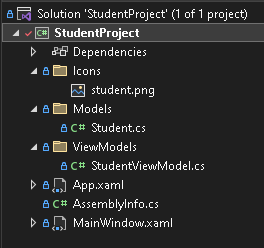 Solution 'StudentProject' (1 of 1 project)
C# StudentProject
Dependencies
Icons
student.png
Models
C# Student.cs
ViewModels
C# StudentViewModel.cs
App.xaml
C# AssemblyInfo.cs
MainWindow.xaml